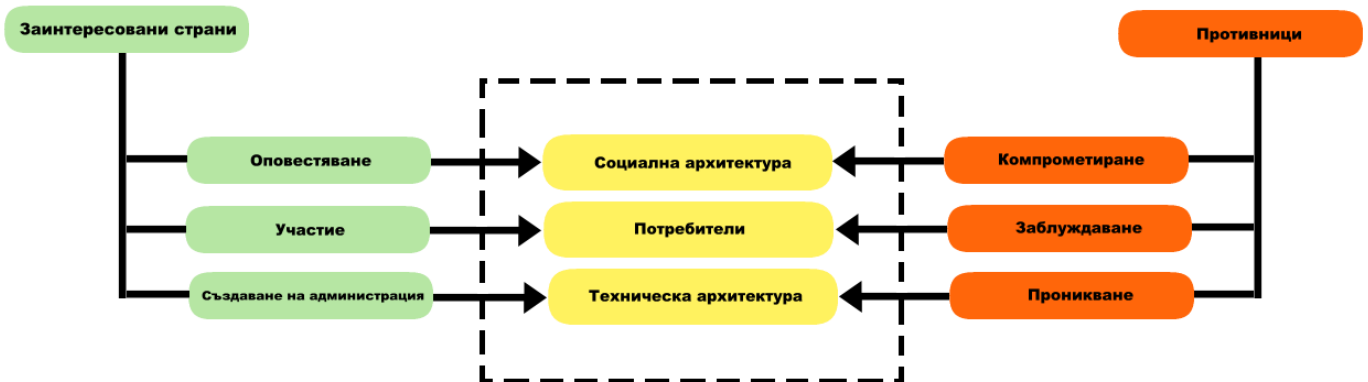 Заинтересовани страни
Противници
Оповестяване
Социална архитектура
Компрометиране
Участие
Потребители
Заблуждаване
Създаване на администрация
Техническа архитектура
Проникване